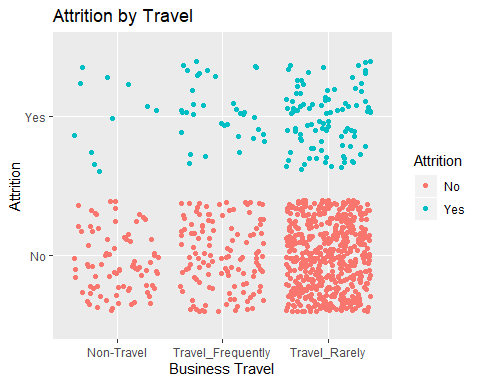 Attrition by Travel
Yes
No
Attrition
Non-Travel Travel_Frequently Travel_Rarely
Business Travel
Attrition
No
Yes